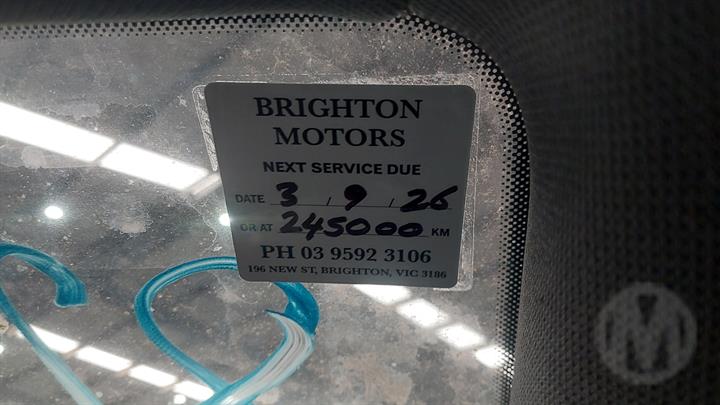 BRIGHTON
MOTORS
NEXT SERVICE DUE
DATE 3 / 9 / 26
OR AT 245000 KM
PH 03 9592 3106
196 NEW ST, BRIGHTON, VIC 3186
M